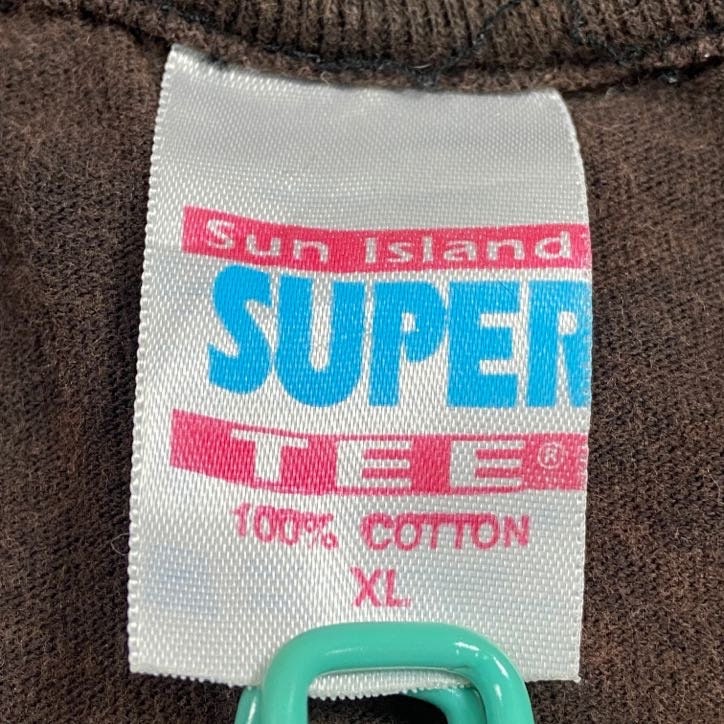 Sun Island
SUPER
TEE®
100% COTTON
XL